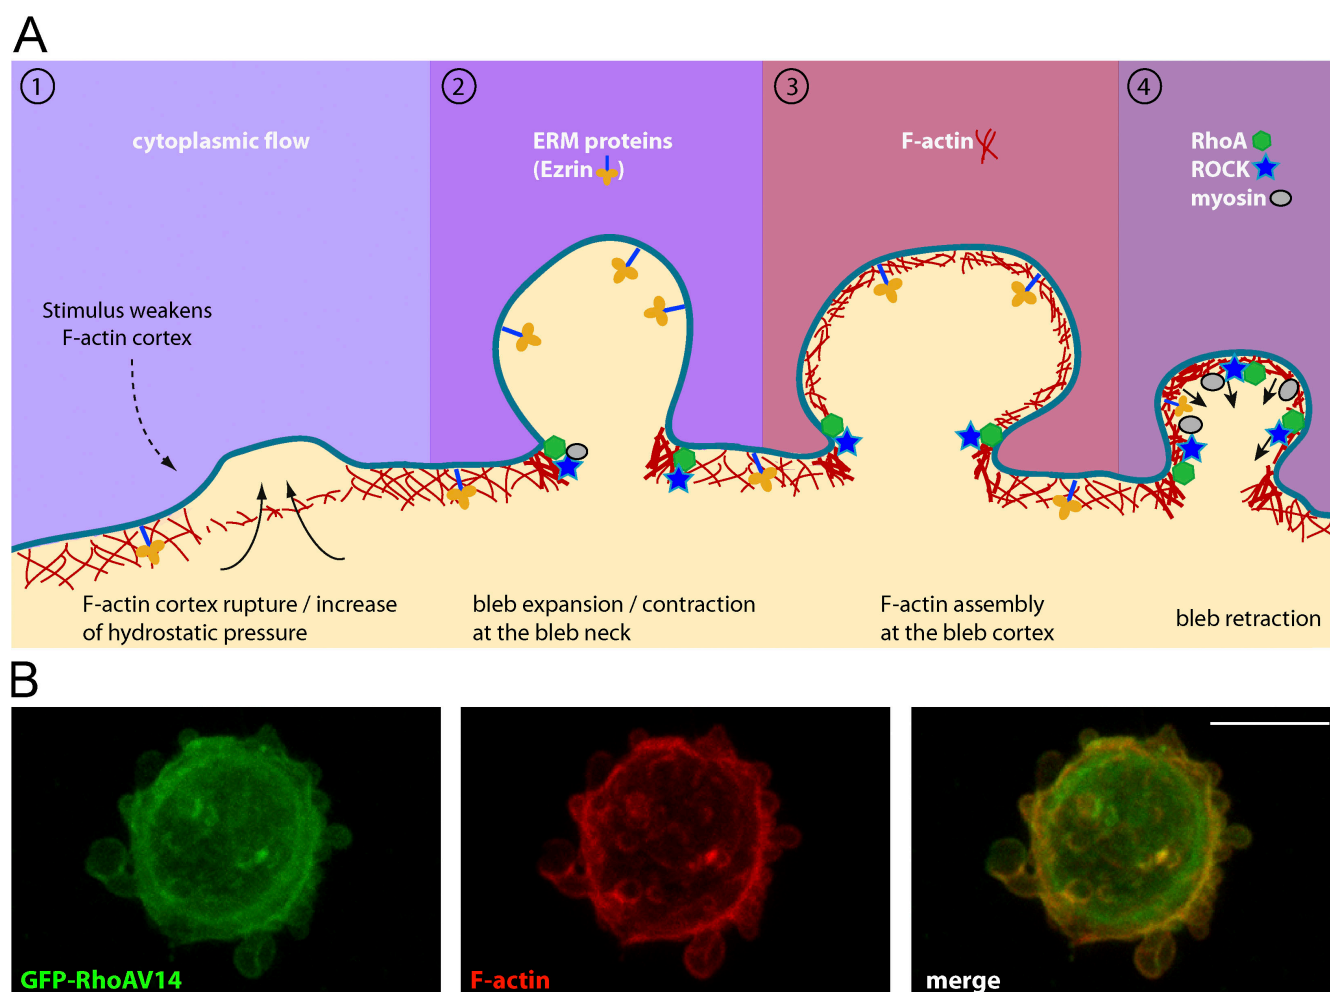 A
1
cytoplasmic flow
Stimulus weakens
F-actin cortex
F-actin cortex rupture / increase
of hydrostatic pressure
2
ERM proteins
(Ezrin )
bleb expansion / contraction
at the bleb neck
3
F-actin
F-actin assembly
at the bleb cortex
4
RhoA
ROCK
myosin
bleb retraction
B
GFP-RhoAV14
F-actin
merge